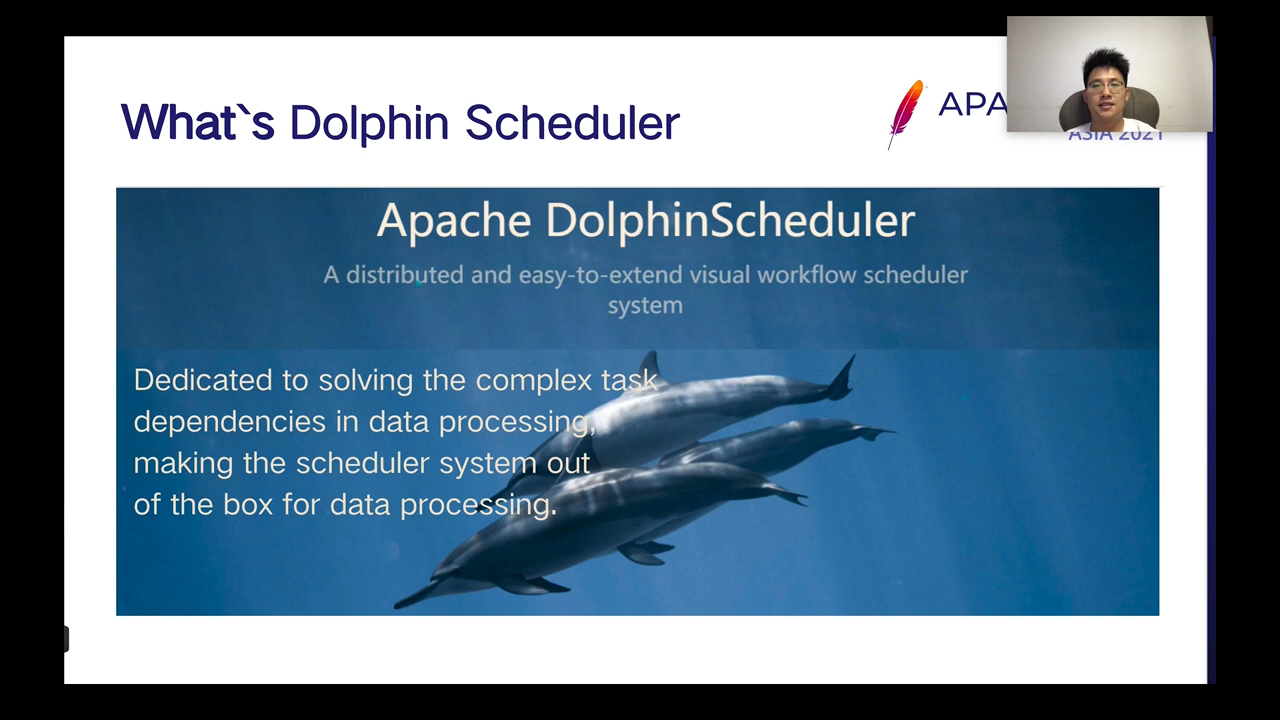 What`s Dolphin Scheduler
APA
ASIA 2021
Apache DolphinScheduler
A distributed and easy-to-extend visual workflow scheduler
system
Dedicated to solving the complex task
dependencies in data processing,
making the scheduler system out
of the box for data processing.